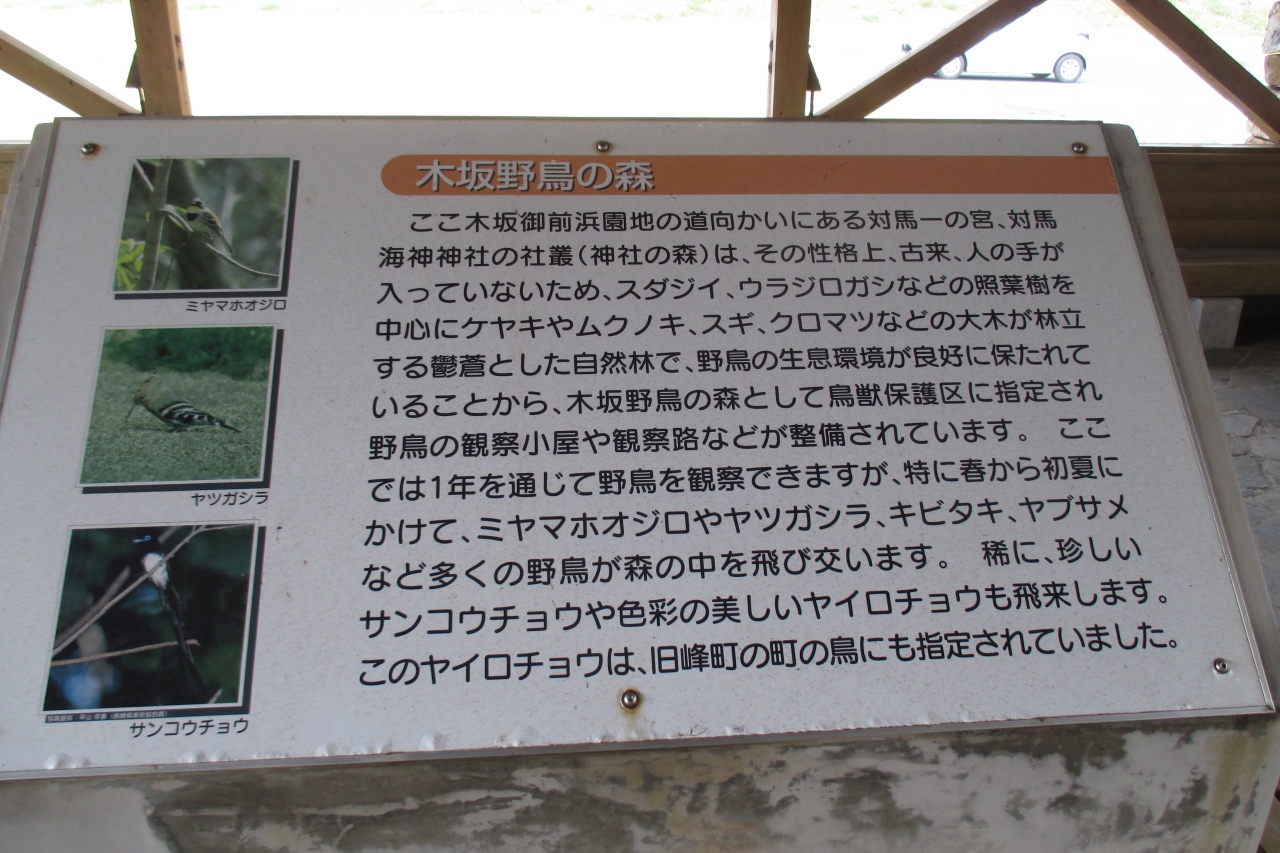 木坂野鳥の森
ここ木坂御前浜園地の道向かいにある対馬一の宮、対馬
海神神社の社叢(神社の森)は、その性格上、古来、人の手が
入っていないため、スダジイ、ウラジロガシなどの照葉樹を
中心にケヤキやムクノキ、スギ、クロマツなどの大木が林立
する鬱蒼とした自然林で、野鳥の生息環境が良好に保たれて
いることから、木坂野鳥の森として鳥獣保護区に指定され
野鳥の観察小屋や観察路などが整備されています。 ここ
では1年を通じて野鳥を観察できますが、特に春から初夏に
かけて、ミヤマホオジロやヤツガシラ、キビタキ、ヤブサメ
など多くの野鳥が森の中を飛び交います。 稀に、珍しい
サンコウチョウや色彩の美しいヤイロチョウも飛来します。
このヤイロチョウは、旧峰町の町の鳥にも指定されていました。
ミヤマホオジロ
ヤツガシラ
サンコウチョウ